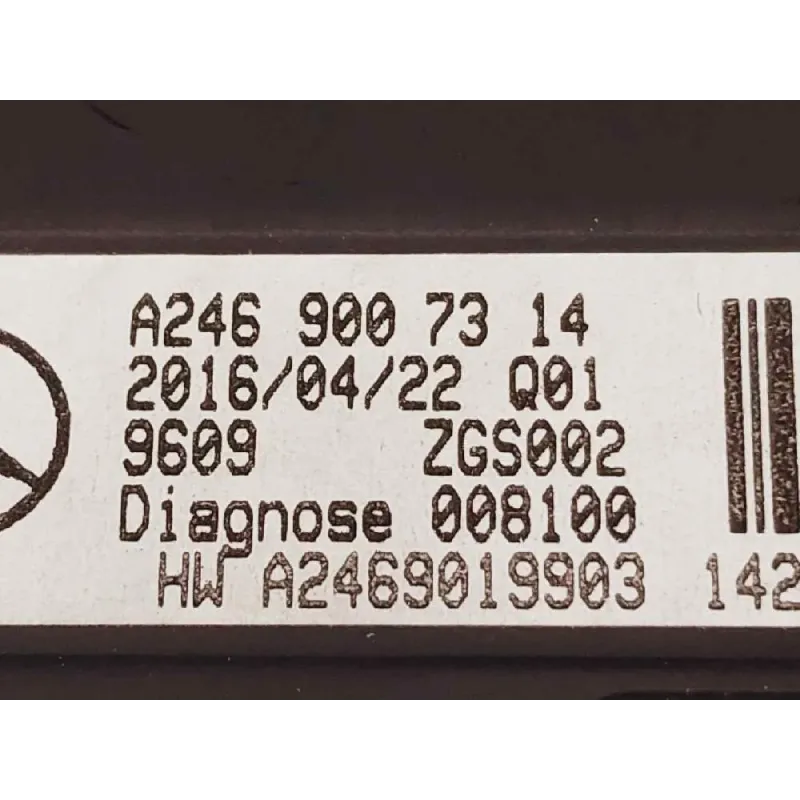 A246 900 73 14
2016/04/22 Q01
9609 ZGS002
Diagnose 008100
HW A2469019903 142